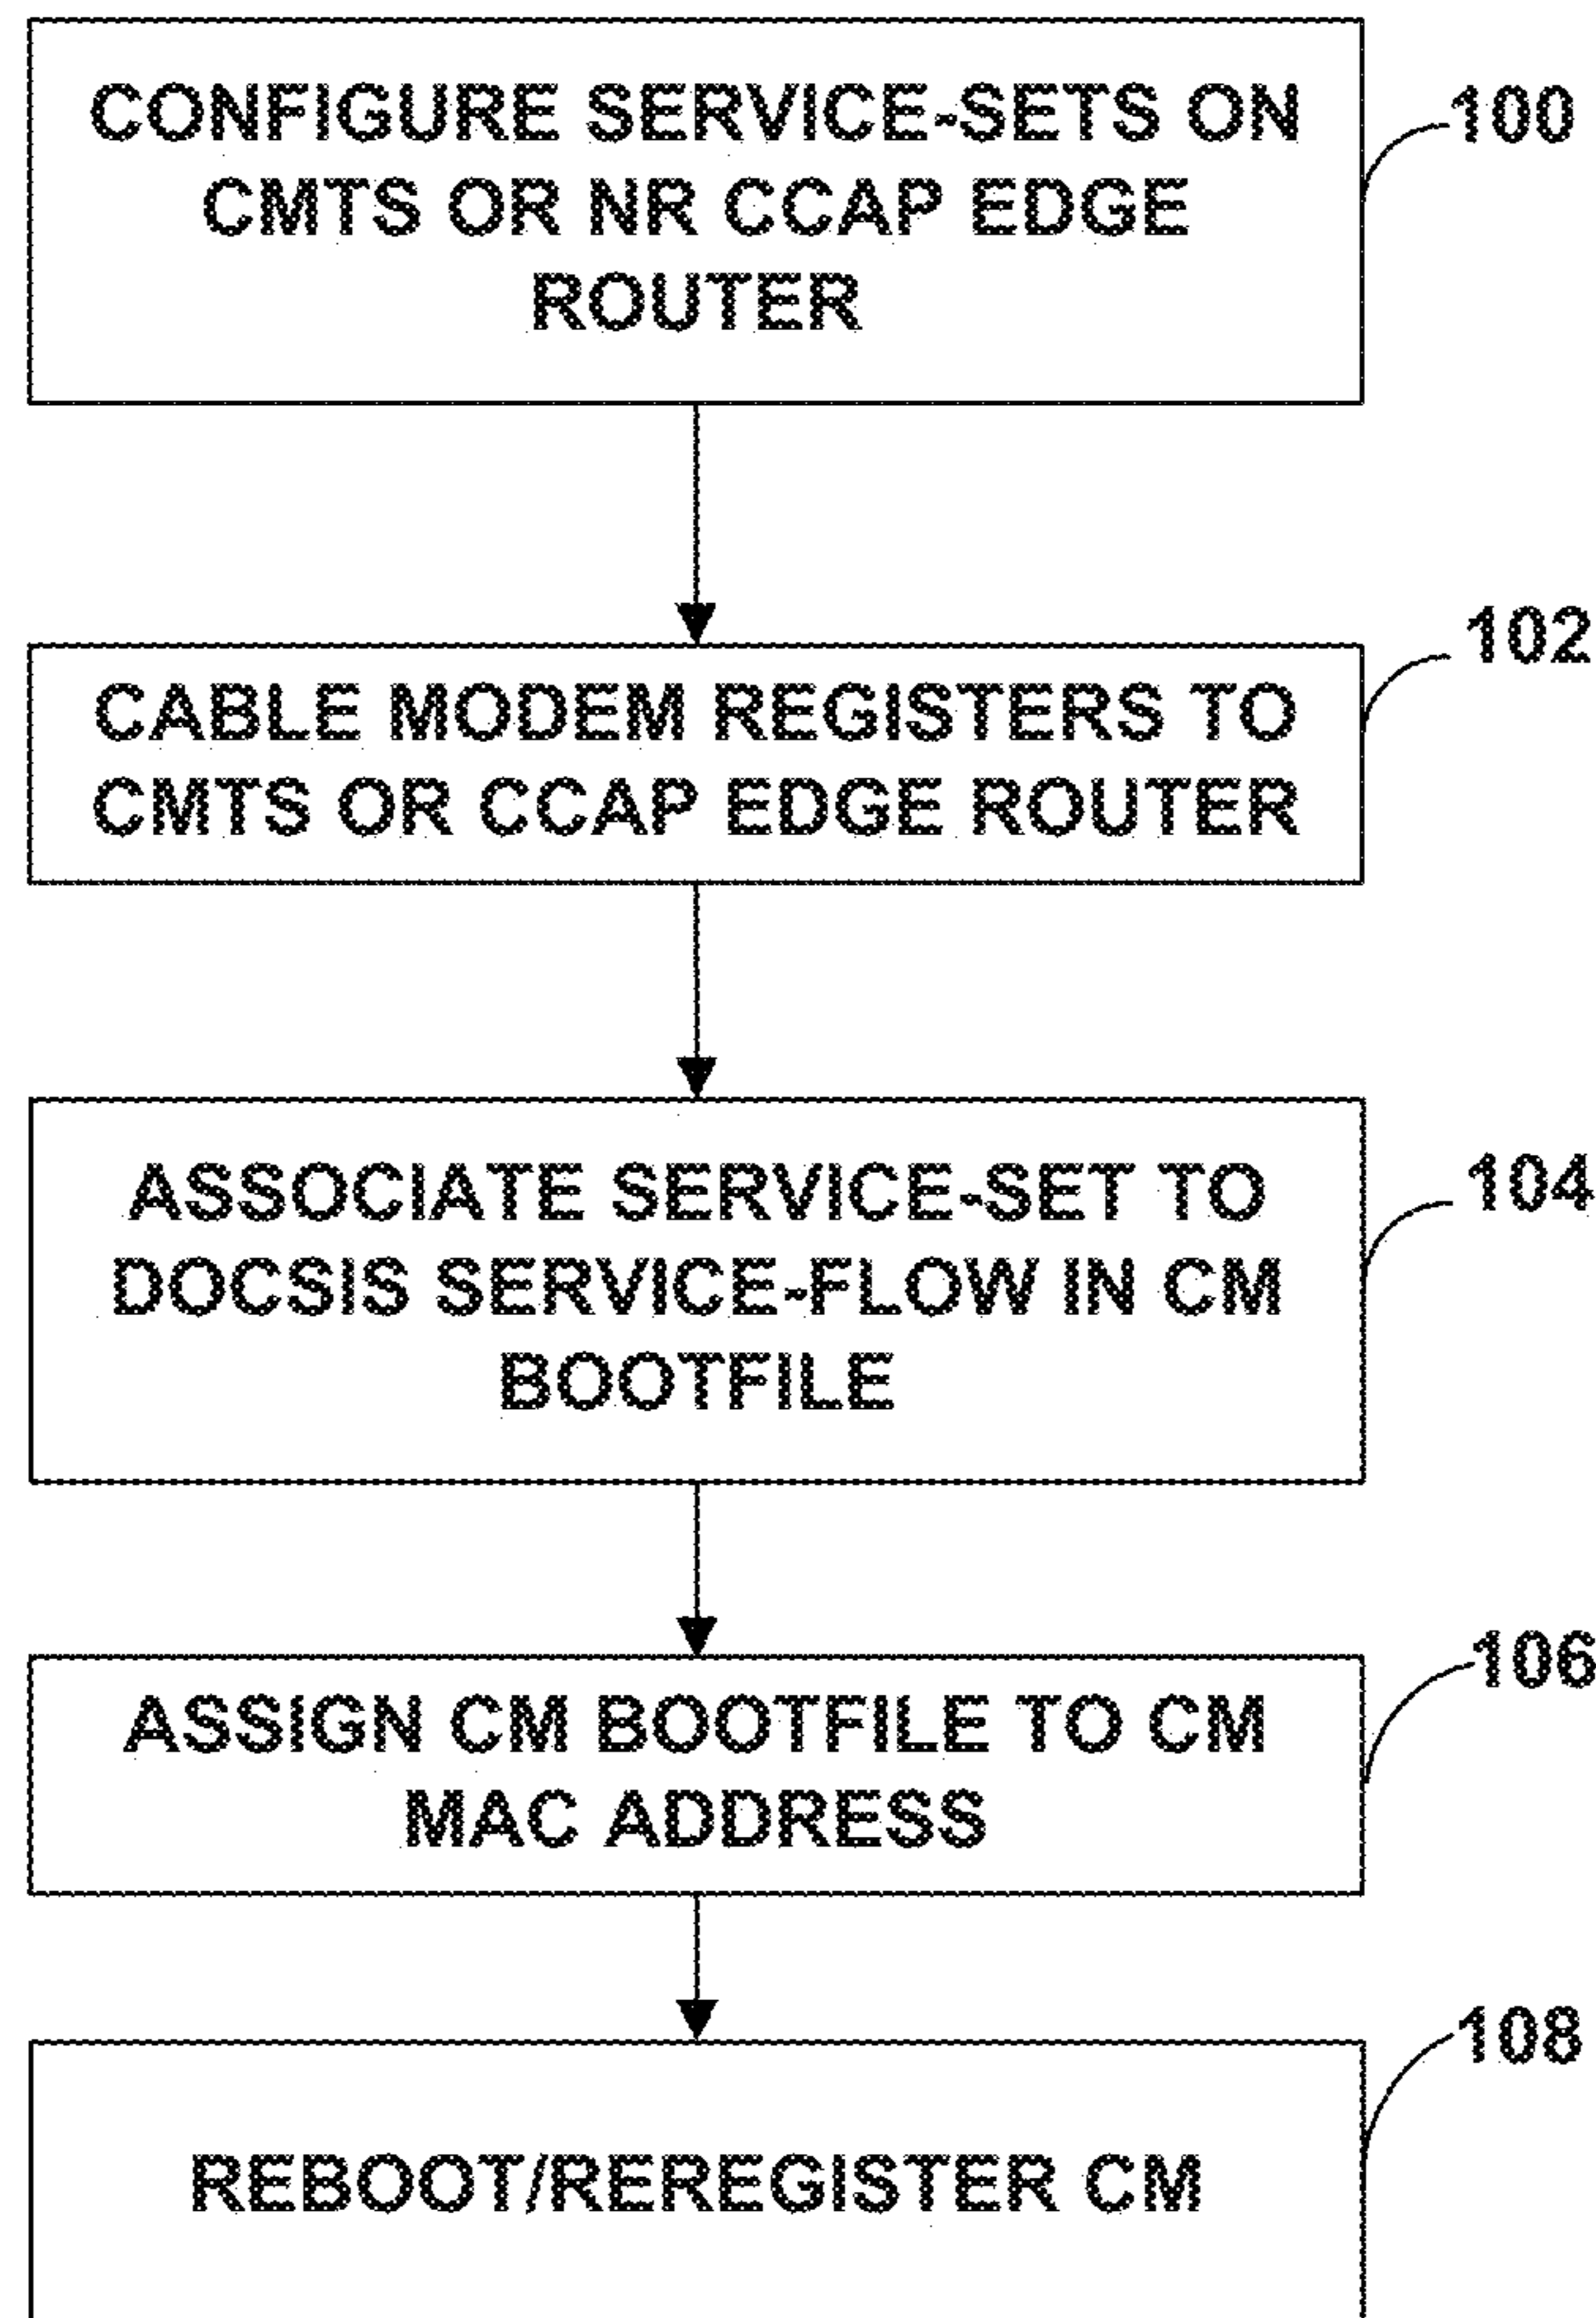 CONFIGURE SERVICE-SETS ON
CMTS OR NR CCAP EDGE
ROUTER
100
CABLE MODEM REGISTERS TO
CMTS OR CCAP EDGE ROUTER
102
ASSOCIATE SERVICE-SET TO
DOCSIS SERVICE-FLOW IN CM
BOOTFILE
104
ASSIGN CM BOOTFILE TO CM
MAC ADDRESS
106
REBOOT/REREGISTER CM
108